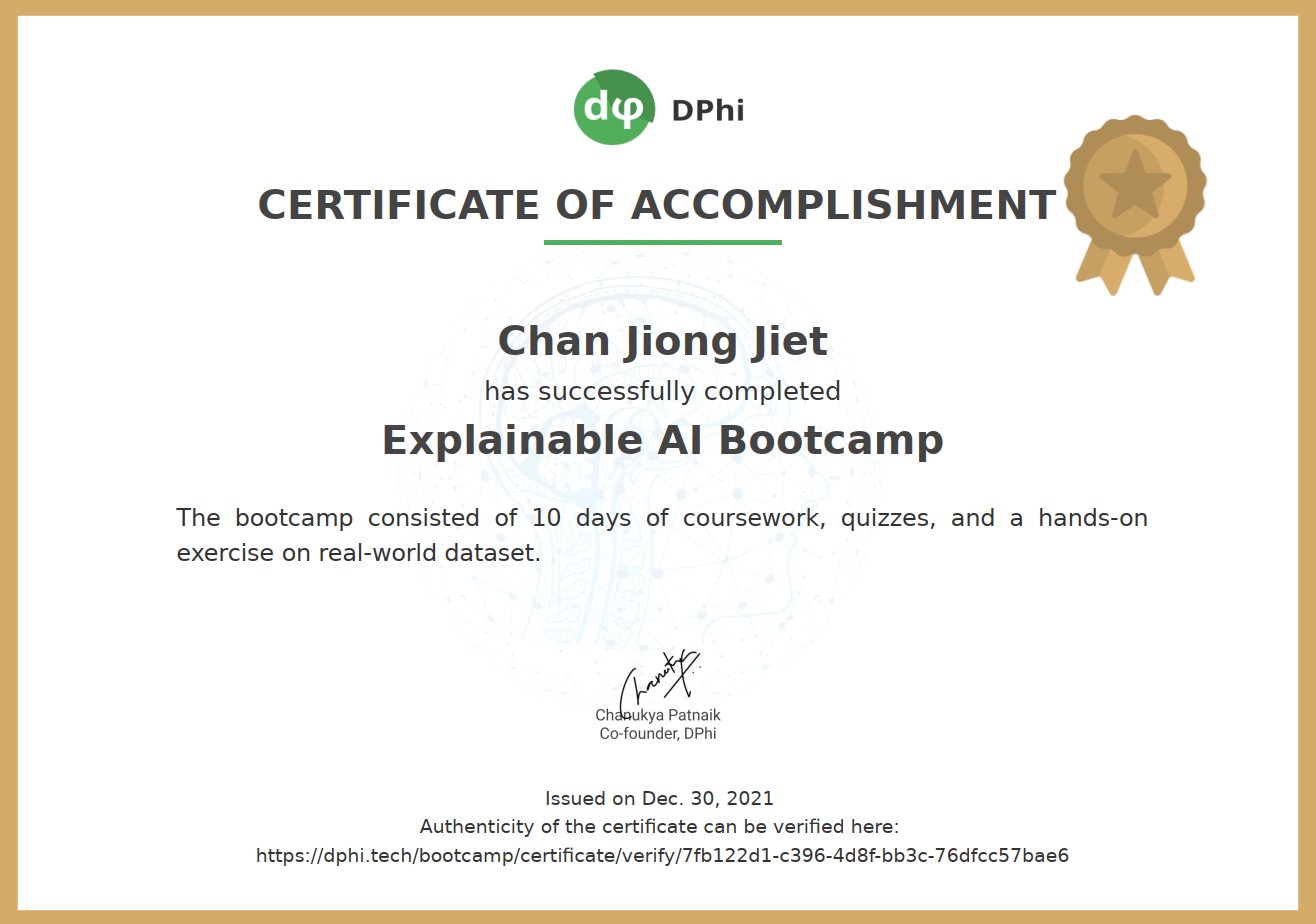 dφ DPhi
CERTIFICATE OF ACCOMPLISHMENT
Chan Jiong Jiet
has successfully completed
Explainable AI Bootcamp
The bootcamp consisted of 10 days of coursework, quizzes, and a hands-on
exercise on real-world dataset.
Chanukya Patnaik
Co-founder, DPhi
Issued on Dec. 30, 2021
Authenticity of the certificate can be verified here:
https://dphi.tech/bootcamp/certificate/verify/7fb122d1-c396-4d8f-bb3c-76dfcc57bae6